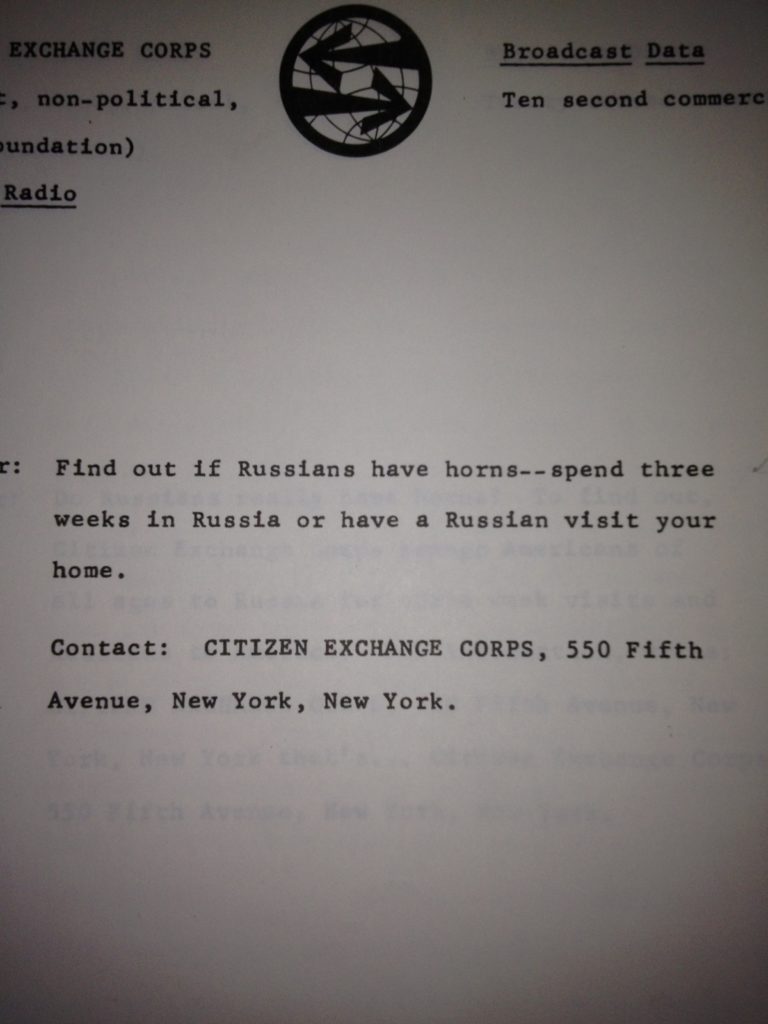 EXCHANGE CORPS
Broadcast Data
, non-political,
Ten second commerc
undation)
Radio
r: Find out if Russians have horns--spend three
weeks in Russia or have a Russian visit your
home.
Contact: CITIZEN EXCHANGE CORPS, 550 Fifth
Avenue, New York, New York.